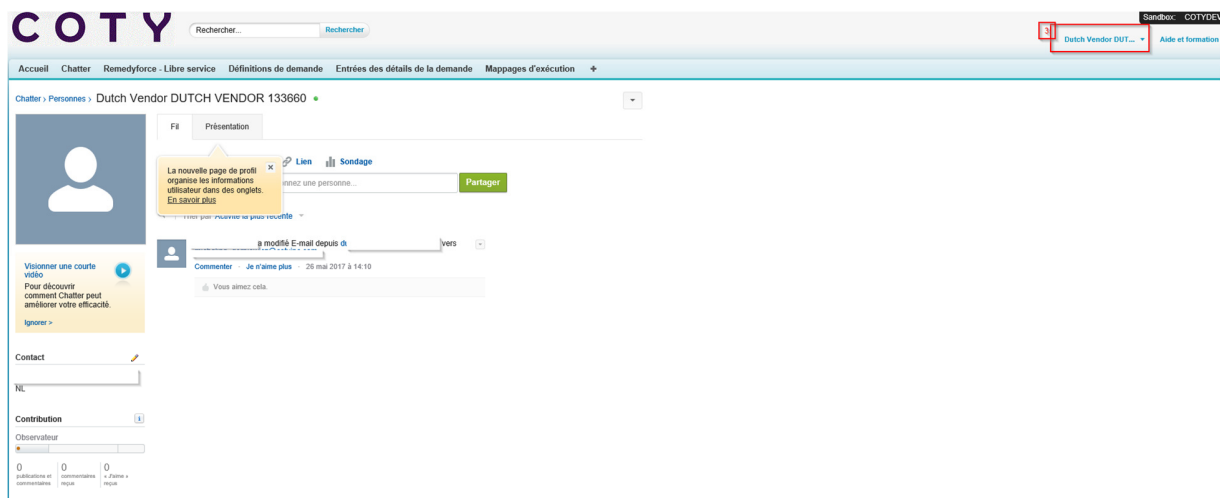 Sandbox: COTYDEV
COTY
Rechercher...
Rechercher
3
Dutch Vendor DUT...
Aide et formation
Accueil Chatter Remedyforce - Libre service Définitions de demande Entrées des détails de la demande Mappages d'exécution +
Chatter > Personnes > Dutch Vendor DUTCH VENDOR 133660
Fil Présentation
Lien Sondage
La nouvelle page de profil
organise les informations
utilisateur dans des onglets.
En savoir plus
onnez une personne...
Partager
Trier par Activité la plus récente
a modifié E-mail depuis vers
Commenter · Je n'aime plus · 26 mai 2017 à 14:10
Vous aimez cela.
Visionner une courte
vidéo
Pour découvrir
comment Chatter peut
améliorer votre efficacité.
Ignorer >
Contact
NL
Contribution
Observateur
0 0 0
publications et commentaires « J'aime »
commentaires reçus reçus